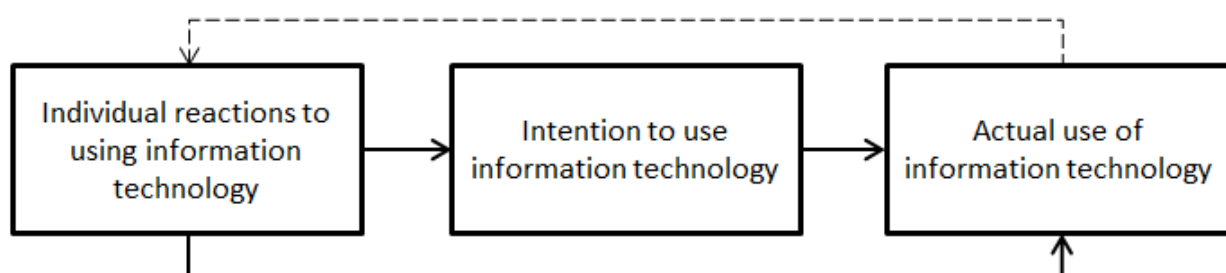 Individual reactions to
using information
technology
Intention to use
information technology
Actual use of
information technology